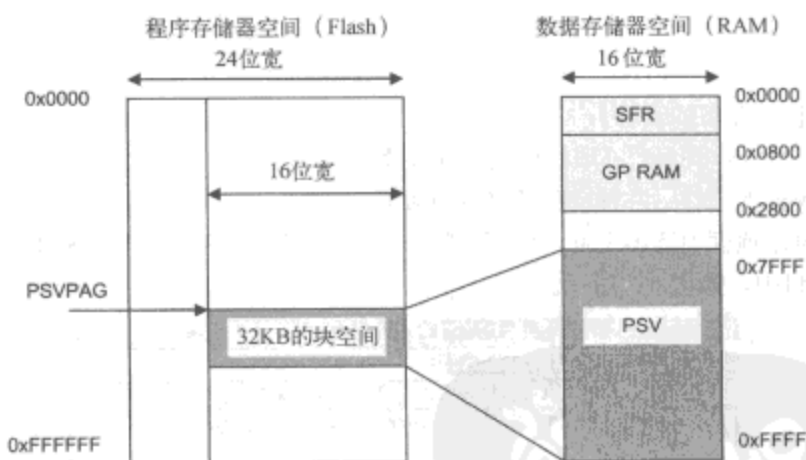 程序存储器空间（Flash）
24位宽
0x0000
16位宽
PSVPAG
32KB的块空间
0xFFFFFF
数据存储器空间（RAM）
16位宽
0x0000
SFR
0x0800
GP RAM
0x2800
0x7FFF
PSV
0xFFFF